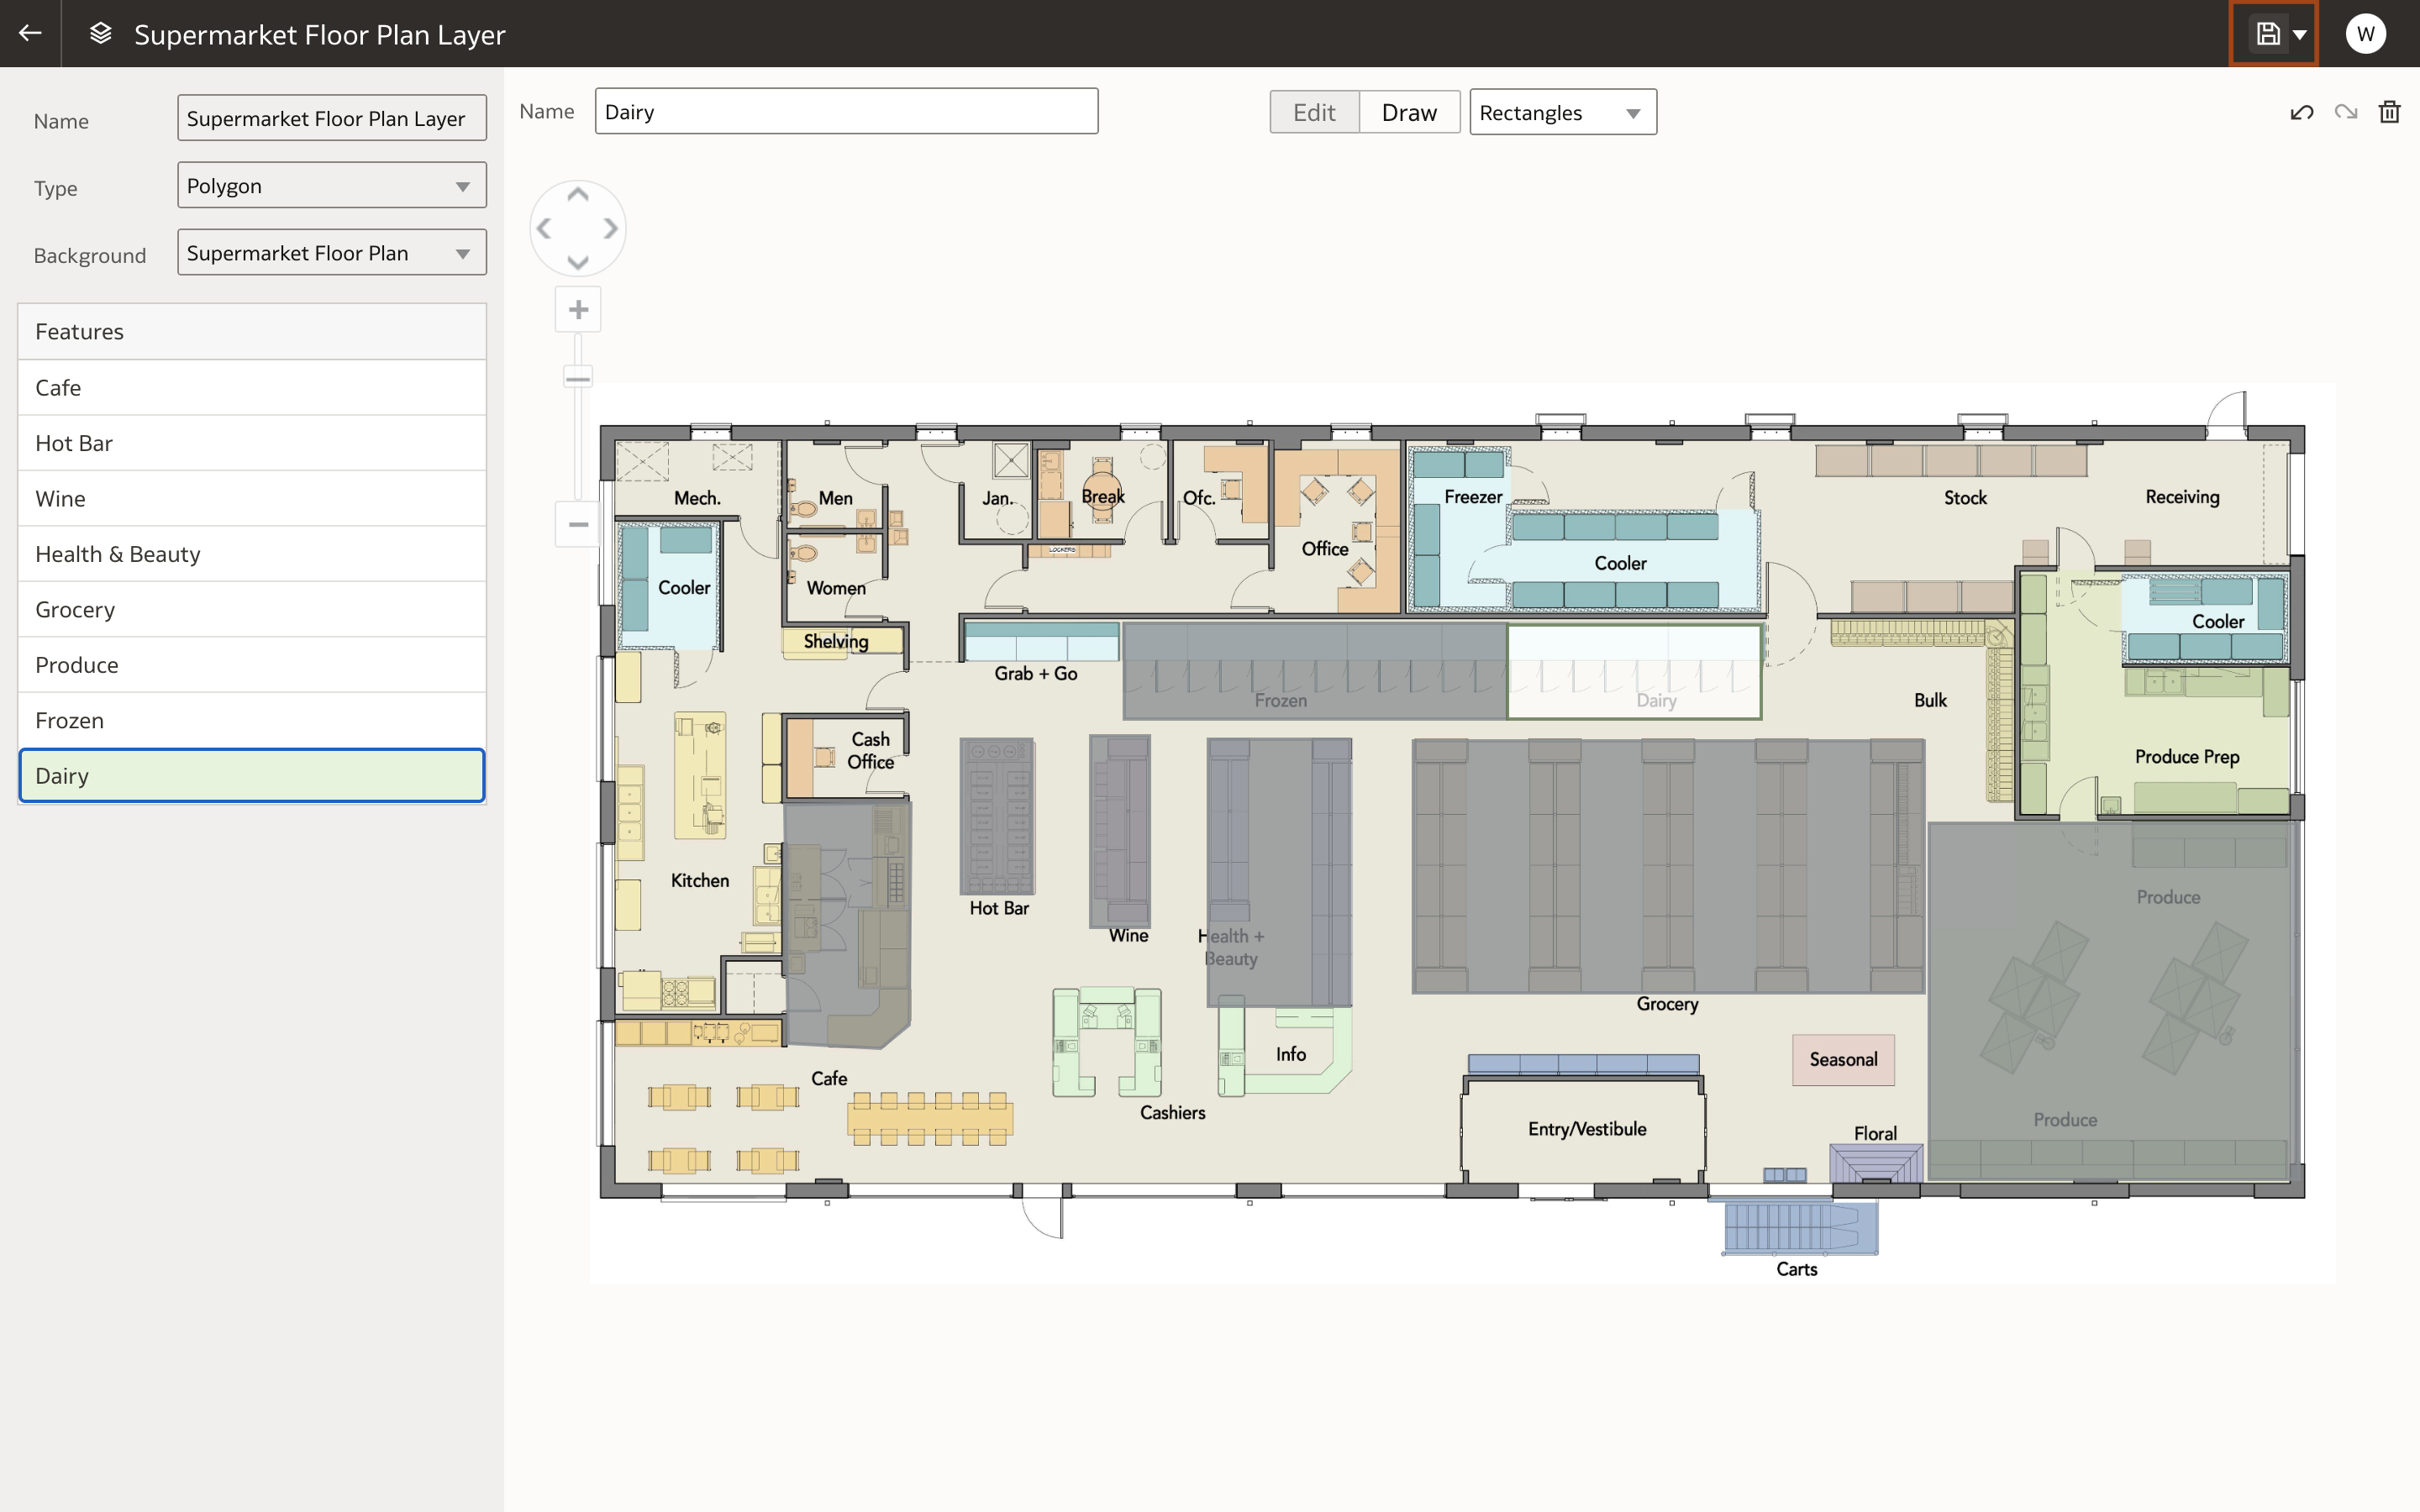 Supermarket Floor Plan Layer
W
Name
Supermarket Floor Plan Layer
Type
Polygon
Background
Supermarket Floor Plan
Features
Cafe
Hot Bar
Wine
Health & Beauty
Grocery
Produce
Frozen
Dairy
Name
Dairy
Edit
Draw
Rectangles
Mech.
Men
Jan.
Break
Ofc.
Office
Freezer
Stock
Receiving
LOCKERS
Cooler
Cooler
Women
Cooler
Shelving
Grab + Go
Frozen
Dairy
Bulk
Cash
Office
Produce Prep
Kitchen
Hot Bar
Wine
Health +
Beauty
Produce
Grocery
Info
Seasonal
Cafe
Cashiers
Entry/Vestibule
Floral
Produce
Carts